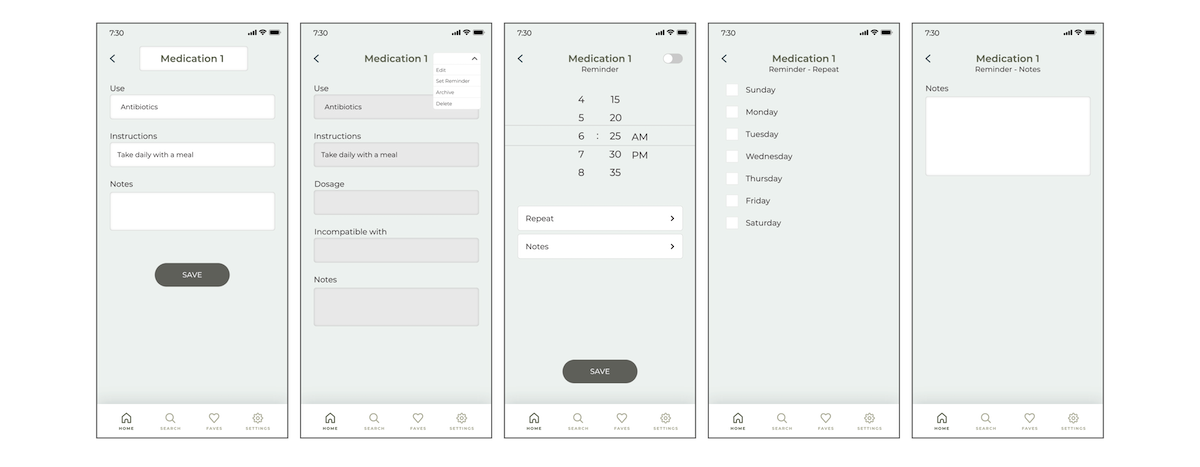 7:30
Medication 1
Use
Antibiotics
Instructions
Take daily with a meal
Notes
SAVE
HOME SEARCH FAVES SETTINGS
7:30
Medication 1
Edit
Set Reminder
Archive
Delete
Use
Antibiotics
Instructions
Take daily with a meal
Dosage
Incompatible with
Notes
HOME SEARCH FAVES SETTINGS
7:30
Medication 1
Reminder
4 15
5 20
6 : 25 AM
7 30 PM
8 35
Repeat
Notes
SAVE
HOME SEARCH FAVES SETTINGS
7:30
Medication 1
Reminder - Repeat
Sunday
Monday
Tuesday
Wednesday
Thursday
Friday
Saturday
HOME SEARCH FAVES SETTINGS
7:30
Medication 1
Reminder - Notes
Notes
HOME SEARCH FAVES SETTINGS